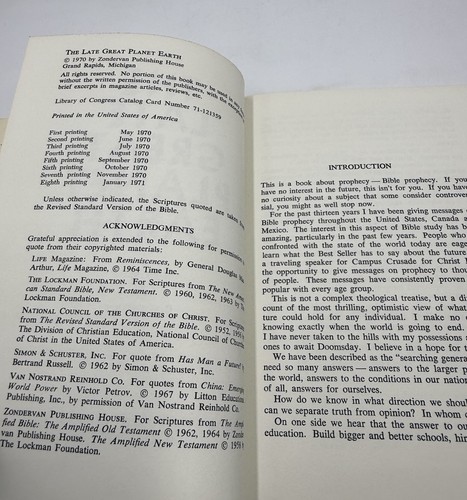 THE LATE GREAT PLANET EARTH
© 1970 by Zondervan Publishing House
Grand Rapids, Michigan
All rights reserved. No portion of this book may be used in any
without the written permission of the publishers, with the exception
brief excerpts in magazine articles, reviews, etc.
Library of Congress Catalog Card Number 71-121359
Printed in the United States of America
First printing May 1970
Second printing June 1970
Third printing July 1970
Fourth printing August 1970
Fifth printing September 1970
Sixth printing October 1970
Seventh printing November 1970
Eighth printing January 1971
Unless otherwise indicated, the Scriptures quoted are taken from
the Revised Standard Version of the Bible.
ACKNOWLEDGMENTS
Grateful appreciation is extended to the following for permission to
quote from their copyrighted materials:
LIFE MAGAZINE: From Reminiscences, by General Douglas
Arthur, Life Magazine, © 1964 Time Inc.
THE LOCKMAN FOUNDATION. For Scriptures from The New
can Standard Bible, New Testament. © 1960, 1962, 1963 by The
Lockman Foundation.
NATIONAL COUNCIL OF THE CHURCHES OF CHRIST. For Scriptures
from The Revised Standard Version of the Bible. © 1952,
The Division of Christian Education, National Council of
of Christ in the United States of America.
SIMON & SCHUSTER, INC. For quote from Has Man a Future?
Bertrand Russell. © 1962 by Simon & Schuster, Inc.
VAN NOSTRAND REINHOLD CO. For quotes from China:
World Power by Victor Petrov. © 1967 by Litton Educational
Publishing, Inc., by permission of Van Nostrand Reinhold Co.
ZONDERVAN PUBLISHING HOUSE. For Scriptures from The
fied Bible: The Amplified Old Testament © 1962, 1964 by
van Publishing House. The Amplified New Testament © 1958
The Lockman Foundation.
INTRODUCTION
This is a book about prophecy — Bible prophecy. If you
have no interest in the future, this isn't for you. If you have
no curiosity about a subject that some consider controver-
sial, you might as well stop now.
For the past thirteen years I have been giving messages
Bible prophecy throughout the United States, Canada
Mexico. The interest in this aspect of Bible study has
amazing, particularly in the past few years. People who
confronted with the state of the world today are eager
learn what the Best Seller has to say about the future.
a traveling speaker for Campus Crusade for Christ I
the opportunity to give messages on prophecy to
of people. These messages have consistently proven
popular with every age group.
This is not a complex theological treatise, but a
count of the most thrilling, optimistic view of what
ture could hold for any individual. I make no
knowing exactly when the world is going to end.
I have never taken to the hills with my possessions
ones to await Doomsday. I believe in a hope for
We have been described as the "searching
need so many answers — answers to the larger
the world, answers to the conditions in our
of all, answers for ourselves.
How do we know in what direction we should
can we separate truth from opinion? In whom
On one side we hear that the answer to our
education. Build bigger and better schools,